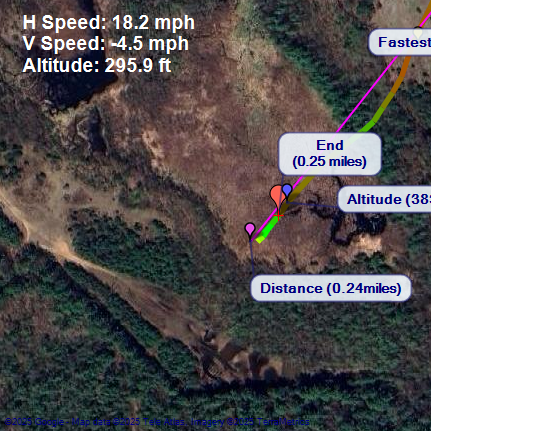 H Speed: 18.2 mph
V Speed: -4.5 mph
Altitude: 295.9 ft
Fastest
End
(0.25 miles)
Altitude (38
Distance (0.24miles)